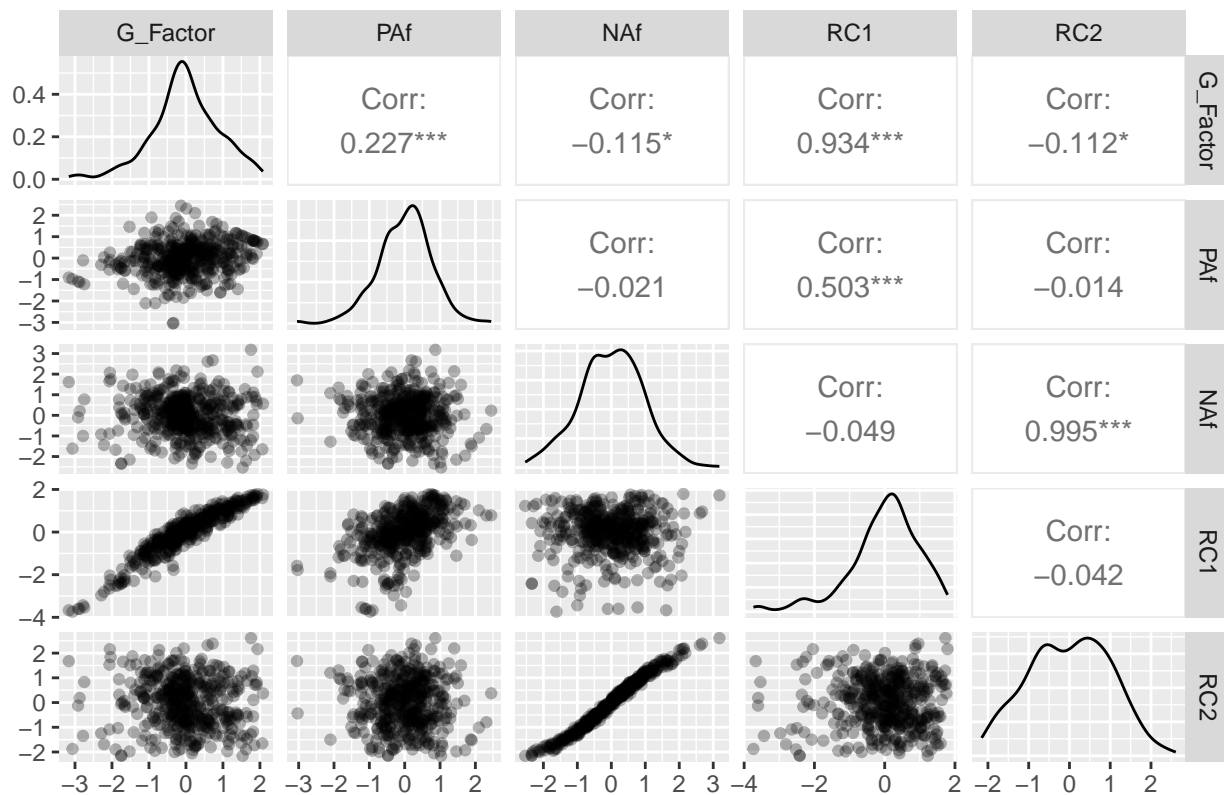 G_Factor PAf NAf RC1 RC2
0.4
0.2
0.0
Corr:
0.227***
Corr:
−0.115*
Corr:
0.934***
Corr:
−0.112*
G_Factor
2
1
0
−1
−2
−3
Corr:
−0.021
Corr:
0.503***
Corr:
−0.014
PAf
3
2
1
0
−1
−2
Corr:
−0.049
Corr:
0.995***
NAf
2
0
−2
−4
Corr:
−0.042
RC1
2
1
0
−1
−2
RC2
−3 −2 −1 0 1 2 −3 −2 −1 0 1 2 −2 −1 0 1 2 3 −4 −2 0 2 −2 −1 0 1 2